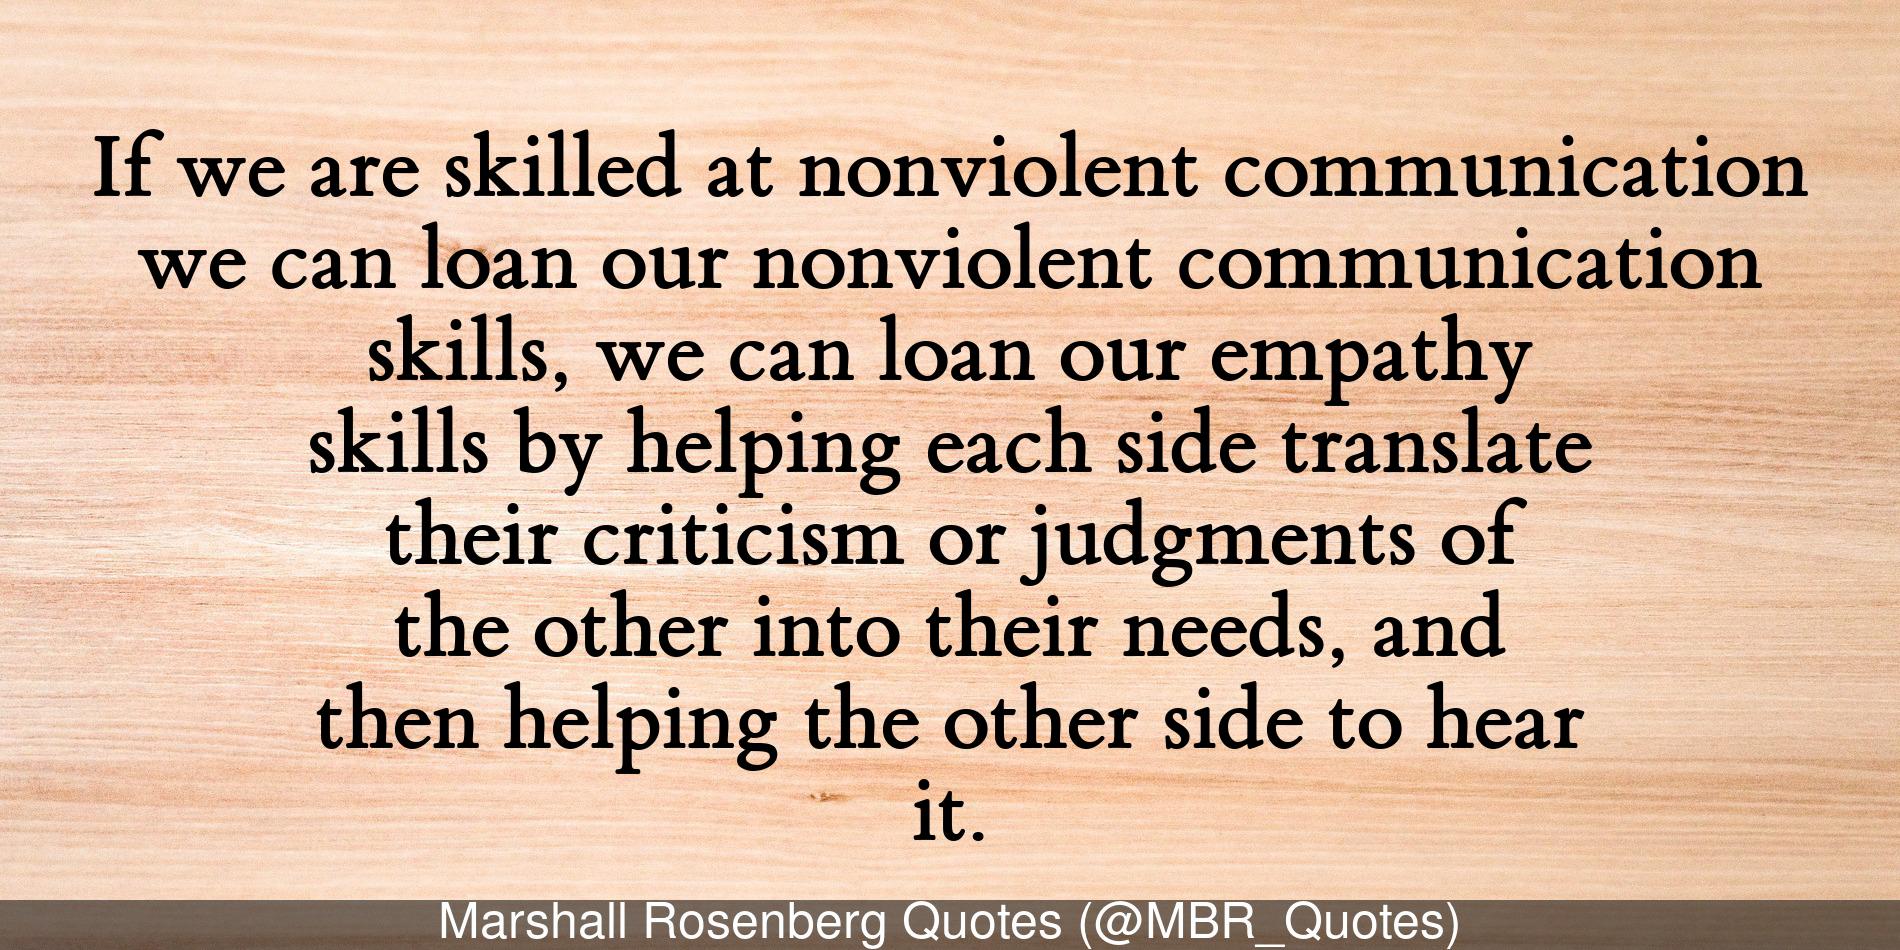 If we are skilled at nonviolent communication
we can loan our nonviolent communication
skills, we can loan our empathy
skills by helping each side translate
their criticism or judgments of
the other into their needs, and
then helping the other side to hear
it.
Marshall Rosenberg Quotes (@MBR_Quotes)